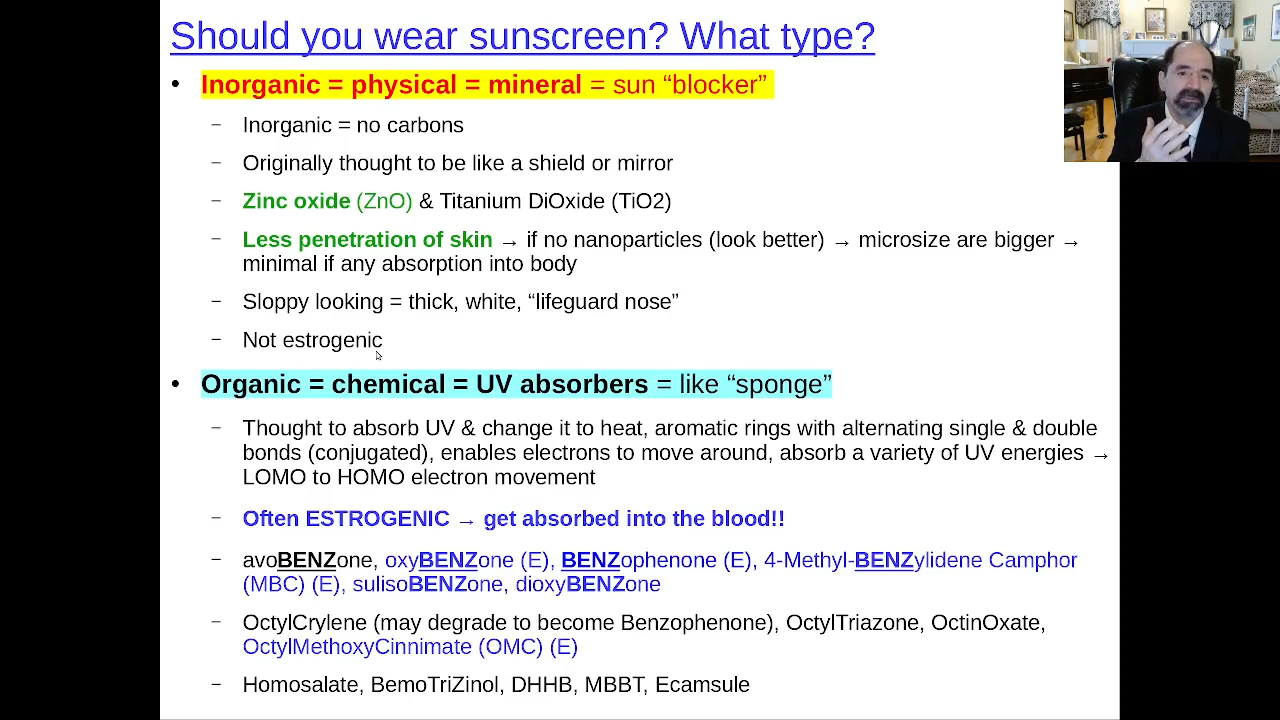 Should you wear sunscreen? What type?
• Inorganic = physical = mineral = sun “blocker”
– Inorganic = no carbons
– Originally thought to be like a shield or mirror
– Zinc oxide (ZnO) & Titanium DiOxide (TiO2)
– Less penetration of skin → if no nanoparticles (look better) → microsize are bigger →
minimal if any absorption into body
– Sloppy looking = thick, white, “lifeguard nose”
– Not estrogenic
• Organic = chemical = UV absorbers = like “sponge”
– Thought to absorb UV & change it to heat, aromatic rings with alternating single & double
bonds (conjugated), enables electrons to move around, absorb a variety of UV energies →
LOMO to HOMO electron movement
– Often ESTROGENIC → get absorbed into the blood!!
– avoBENZone, oxyBENZone (E), BENZophenone (E), 4-Methyl-BENZylidene Camphor
(MBC) (E), sulisoBENZone, dioxyBENZone
– OctylCrylene (may degrade to become Benzophenone), OctylTriazone, OctinOxate,
OctylMethoxyCinnimate (OMC) (E)
– Homosalate, BemoTriZinol, DHHB, MBBT, Ecamsule